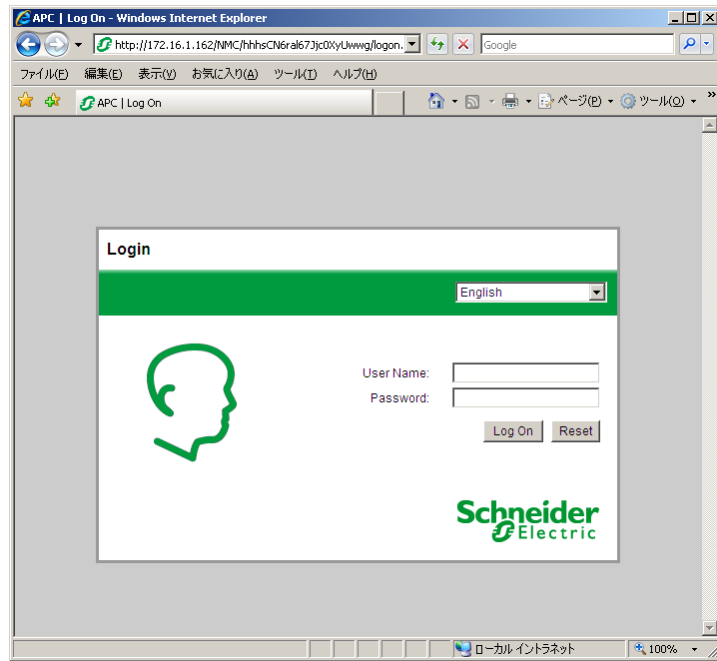 APC | Log On - Windows Internet Explorer
http://172.16.1.162/NMC/hhhsCN6ral67Jjc0XyUwwg/logon.
Google
ファイル(F) 編集(E) 表示(V) お気に入り(A) ツール(T) ヘルプ(H)
APC | Log On
ページ(P) ツール(O) »
Login
English
User Name:
Password:
Log On Reset
Schneider
Electric
ローカル イントラネット 100%